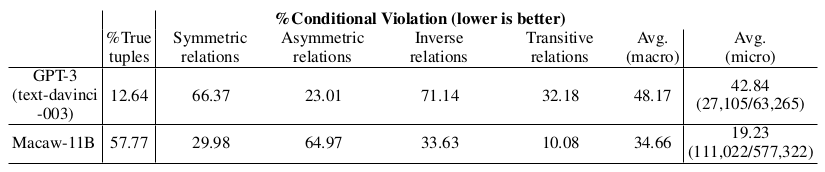 %Conditional Violation (lower is better)
%True Symmetric Asymmetric Inverse Transitive Avg. Avg.
tuples relations relations relations relations (macro) (micro)
GPT-3
(text-davinci
-003)
12.64 66.37 23.01 71.14 32.18 48.17 42.84
(27,105/63,265)
Macaw-11B 57.77 29.98 64.97 33.63 10.08 34.66 19.23
(111,022/577,322)